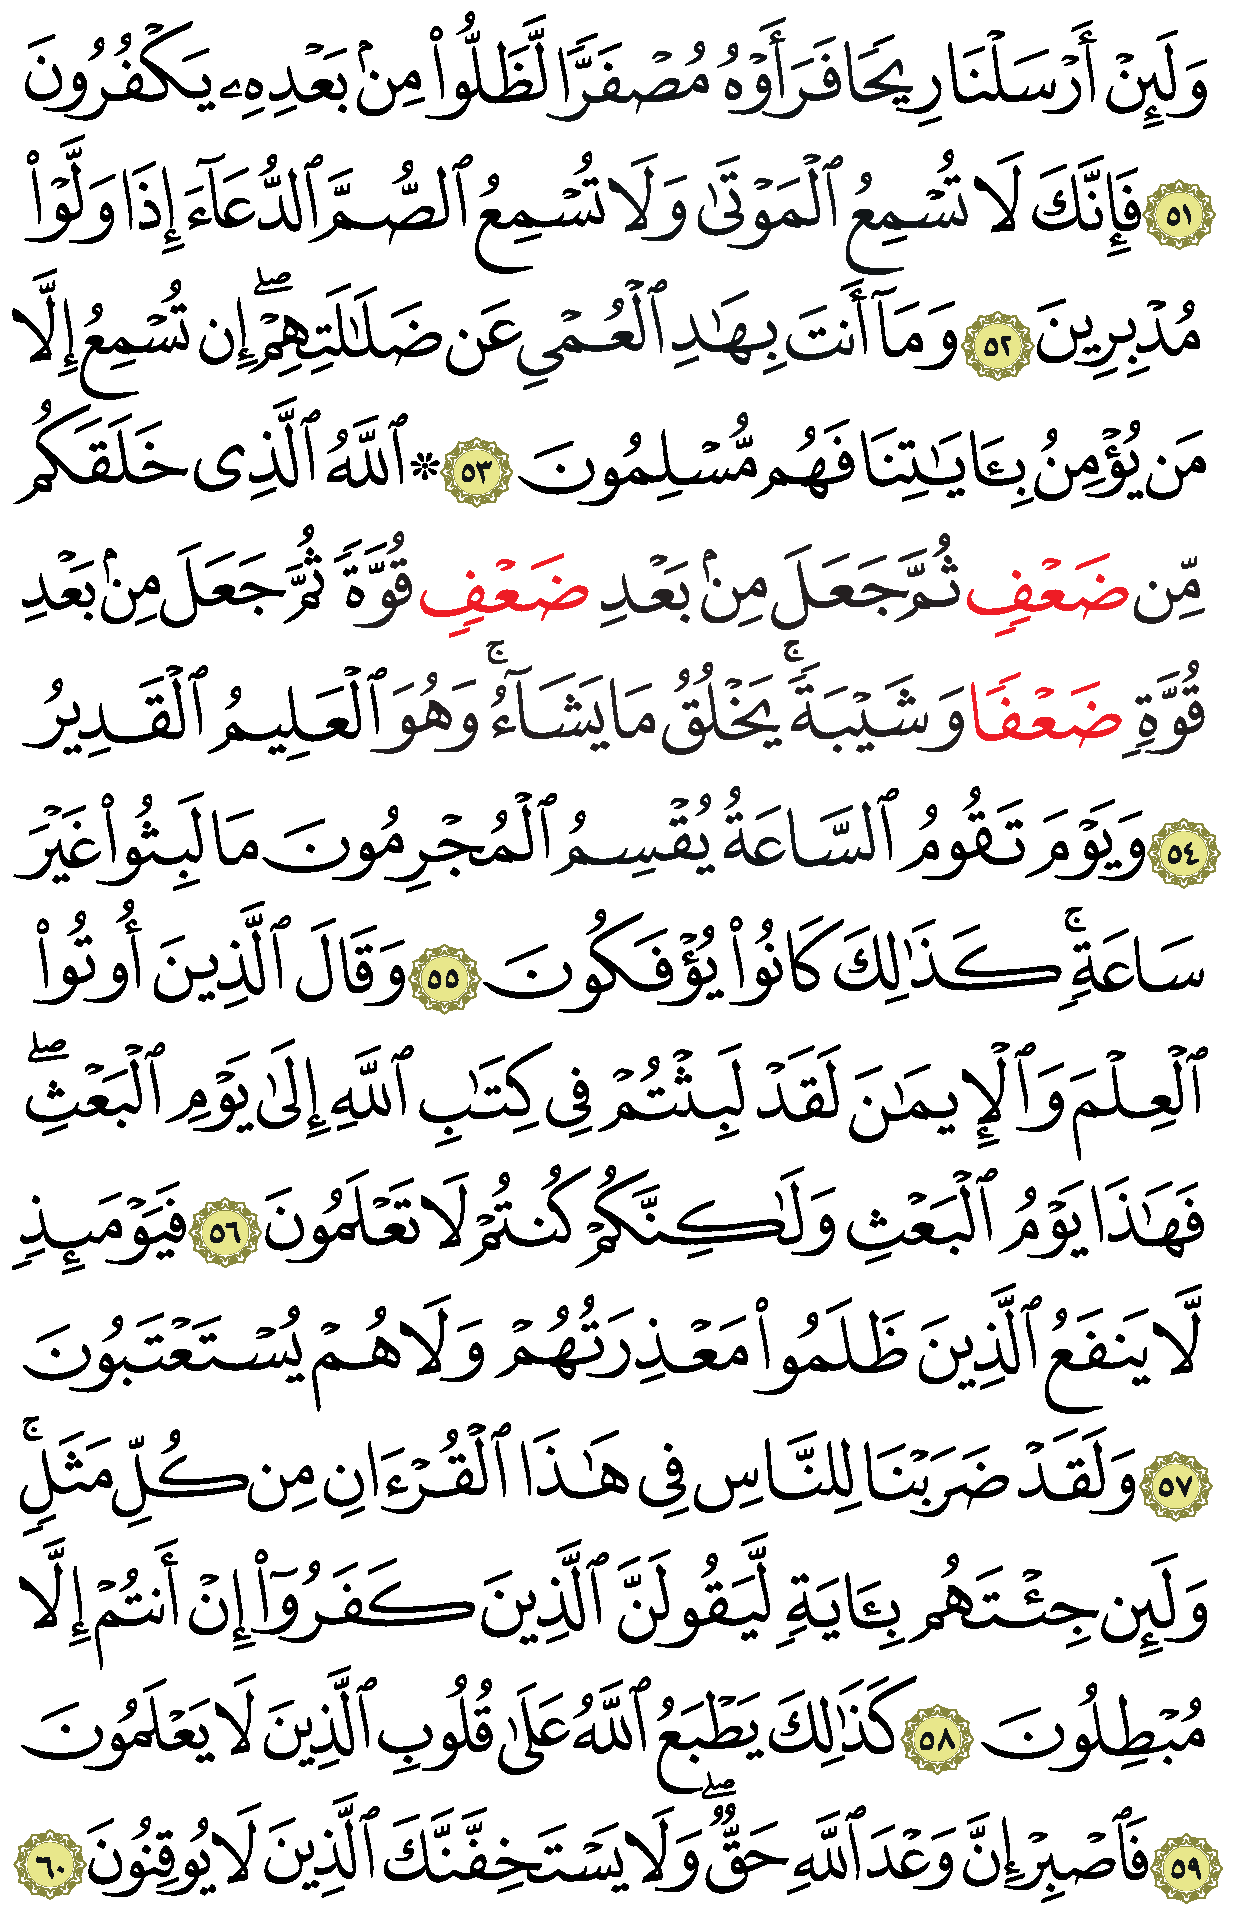 وَلَئِنۡ أَرۡسَلۡنَا رِيحٗا فَرَأَوۡهُ مُصۡفَرّٗا لَّظَلُّواْ مِنۢ بَعۡدِهِۦ يَكۡفُرُونَ
٥١ فَإِنَّكَ لَا تُسۡمِعُ ٱلۡمَوۡتَىٰ وَلَا تُسۡمِعُ ٱلصُّمَّ ٱلدُّعَآءَ إِذَا وَلَّوۡاْ
مُدۡبِرِينَ ٥٢ وَمَآ أَنتَ بِهَٰدِ ٱلۡعُمۡيِ عَن ضَلَٰلَتِهِمۡۖ إِن تُسۡمِعُ إِلَّا
مَن يُؤۡمِنُ بِـَٔايَٰتِنَا فَهُم مُّسۡلِمُونَ ٥٣ ۞ ٱللَّهُ ٱلَّذِي خَلَقَكُم
مِّن ضَعۡفٖ ثُمَّ جَعَلَ مِنۢ بَعۡدِ ضَعۡفٖ قُوَّةٗ ثُمَّ جَعَلَ مِنۢ بَعۡدِ
قُوَّةٖ ضَعۡفٗا وَشَيۡبَةٗۚ يَخۡلُقُ مَا يَشَآءُۚ وَهُوَ ٱلۡعَلِيمُ ٱلۡقَدِيرُ
٥٤ وَيَوۡمَ تَقُومُ ٱلسَّاعَةُ يُقۡسِمُ ٱلۡمُجۡرِمُونَ مَا لَبِثُواْ غَيۡرَ
سَاعَةٖۚ كَذَٰلِكَ كَانُواْ يُؤۡفَكُونَ ٥٥ وَقَالَ ٱلَّذِينَ أُوتُواْ
ٱلۡعِلۡمَ وَٱلۡإِيمَٰنَ لَقَدۡ لَبِثۡتُمۡ فِي كِتَٰبِ ٱللَّهِ إِلَىٰ يَوۡمِ ٱلۡبَعۡثِۖ
فَهَٰذَا يَوۡمُ ٱلۡبَعۡثِ وَلَٰكِنَّكُمۡ كُنتُمۡ لَا تَعۡلَمُونَ ٥٦ فَيَوۡمَئِذٖ
لَّا يَنفَعُ ٱلَّذِينَ ظَلَمُواْ مَعۡذِرَتُهُمۡ وَلَا هُمۡ يُسۡتَعۡتَبُونَ
٥٧ وَلَقَدۡ ضَرَبۡنَا لِلنَّاسِ فِي هَٰذَا ٱلۡقُرۡءَانِ مِن كُلِّ مَثَلٖۚ
وَلَئِن جِئۡتَهُم بِـَٔايَةٖ لَّيَقُولَنَّ ٱلَّذِينَ كَفَرُوٓاْ إِنۡ أَنتُمۡ إِلَّا
مُبۡطِلُونَ ٥٨ كَذَٰلِكَ يَطۡبَعُ ٱللَّهُ عَلَىٰ قُلُوبِ ٱلَّذِينَ لَا يَعۡلَمُونَ
٥٩ فَٱصۡبِرۡ إِنَّ وَعۡدَ ٱللَّهِ حَقّٞۖ وَلَا يَسۡتَخِفَّنَّكَ ٱلَّذِينَ لَا يُوقِنُونَ ٦٠